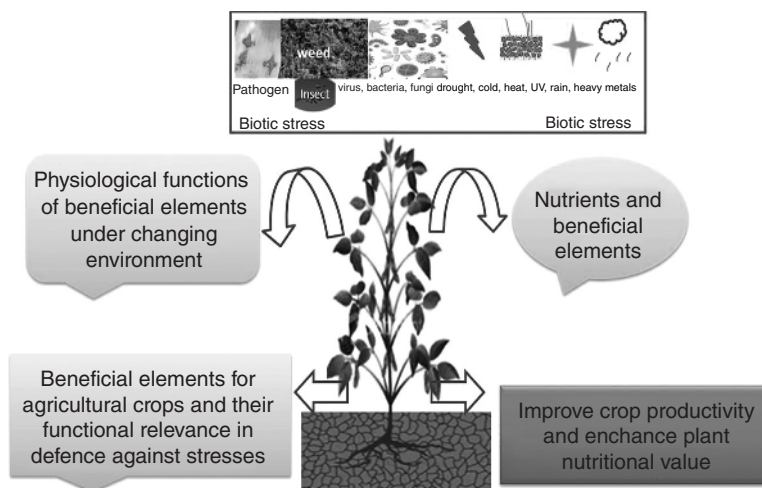 weed
Pathogen
Insect
virus, bacteria, fungi drought, cold, heat, UV, rain, heavy metals
Biotic stress
Biotic stress
Physiological functions
of beneficial elements
under changing
environment
Nutrients and
beneficial
elements
Beneficial elements for
agricultural crops and their
functional relevance in
defence against stresses
Improve crop productivity
and enchance plant
nutritional value